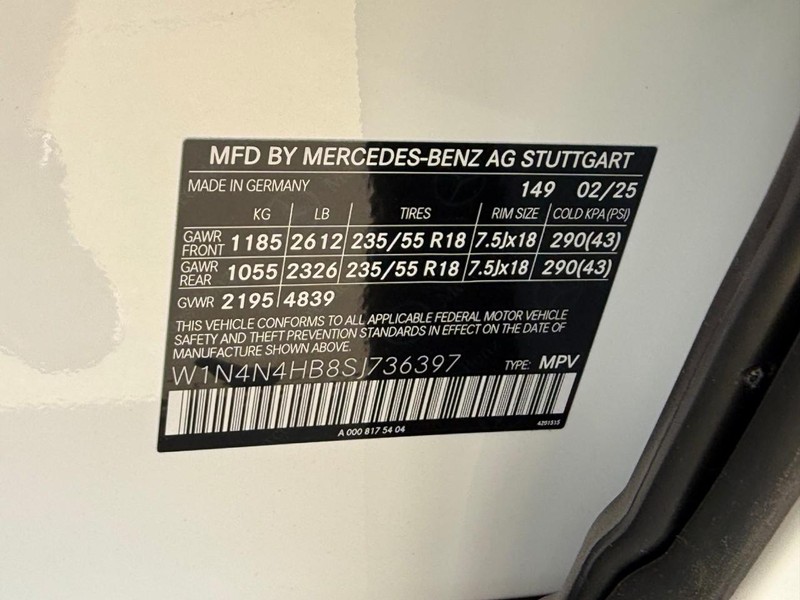 MFD BY MERCEDES-BENZ AG STUTTGART
MADE IN GERMANY 149 02/25
KG LB TIRES RIM SIZE COLD KPA (PSI)
GAWR FRONT 1185 2612 235/55 R18 7.5Jx18 290(43)
GAWR REAR 1055 2326 235/55 R18 7.5Jx18 290(43)
GVWR 2195 4839
THIS VEHICLE CONFORMS TO ALL APPLICABLE FEDERAL MOTOR VEHICLE
SAFETY AND THEFT PREVENTION STANDARDS IN EFFECT ON THE DATE OF
MANUFACTURE SHOWN ABOVE.
W1N4N4HB8SJ736397 TYPE: MPV
A 000 817 54 04 4201515